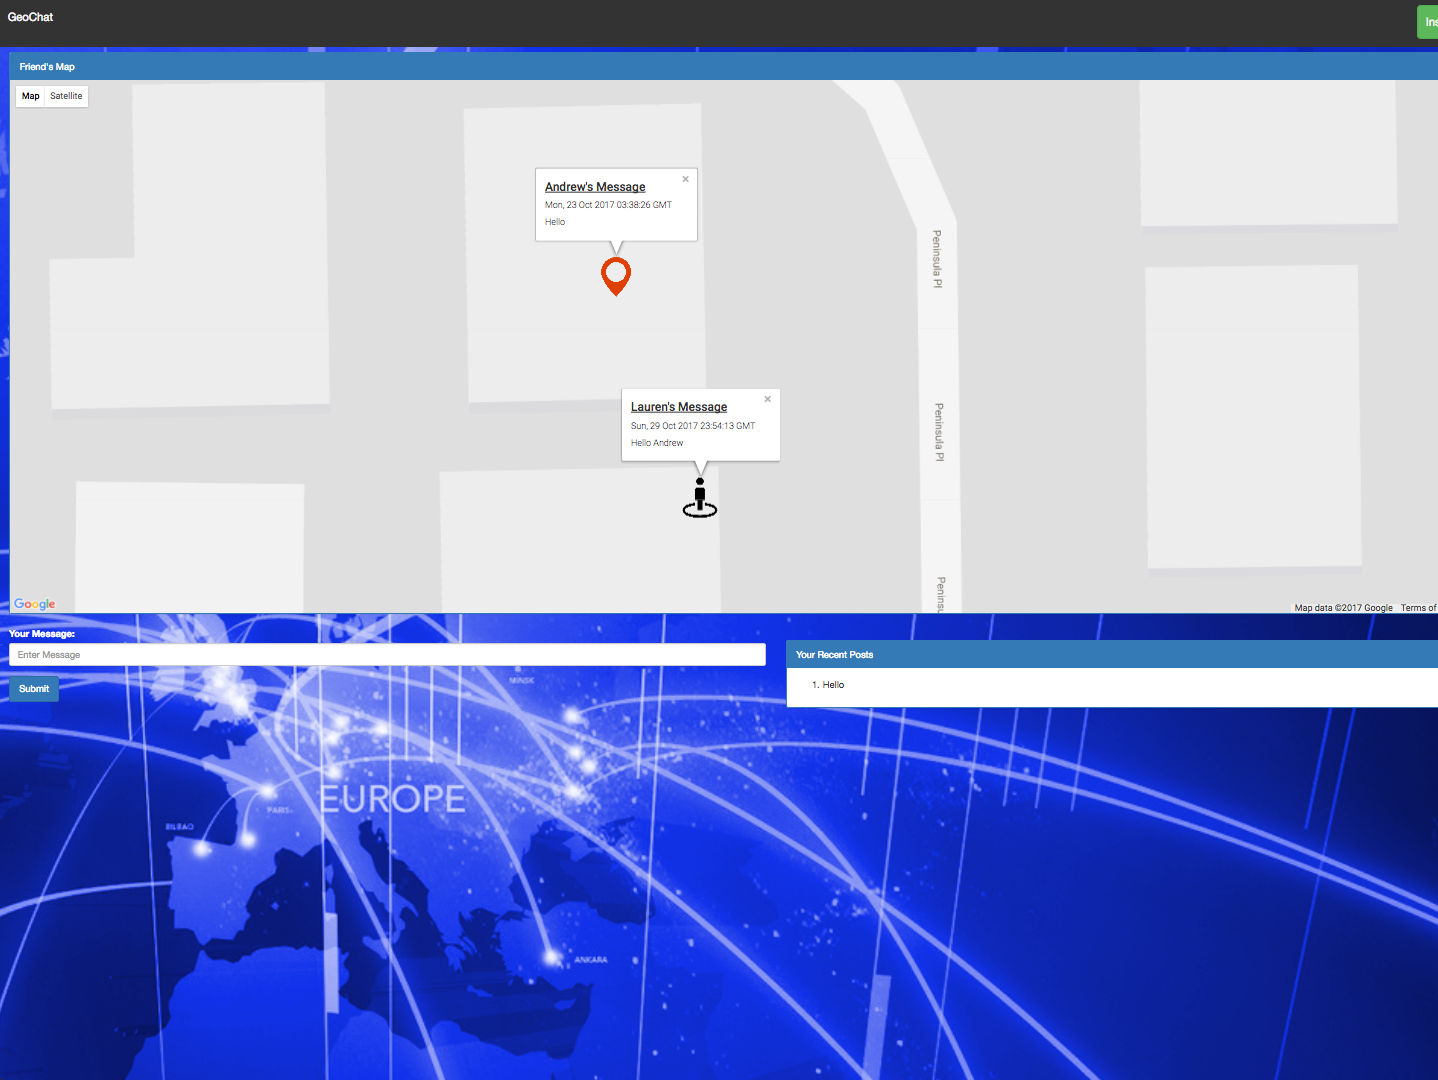 GeoChat
Ins
Friend's Map
Map Satellite
Andrew's Message
Mon, 23 Oct 2017 03:38:26 GMT
Hello
Peninsula Pl
Lauren's Message
Sun, 29 Oct 2017 23:54:13 GMT
Hello Andrew
Peninsula Pl
Peninsu
Google
Map data ©2017 Google Terms of
Your Message:
Enter Message
Submit
Your Recent Posts
1. Hello
MINSK
EUROPE
PARIS
BILBAO
ANKARA